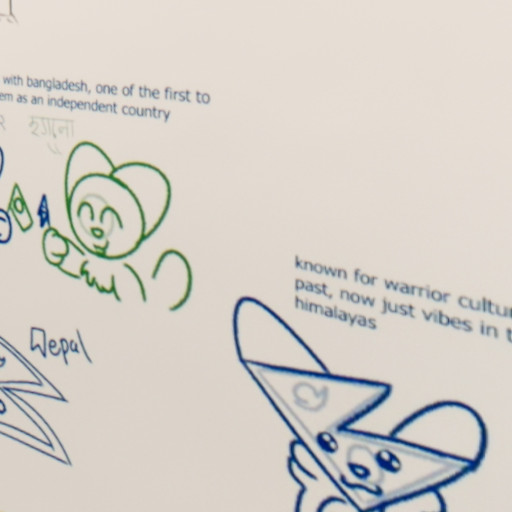 with bangladesh, one of the first to
em as an independent country
known for warrior cultu
past, now just vibes in t
himalayas
Nepal